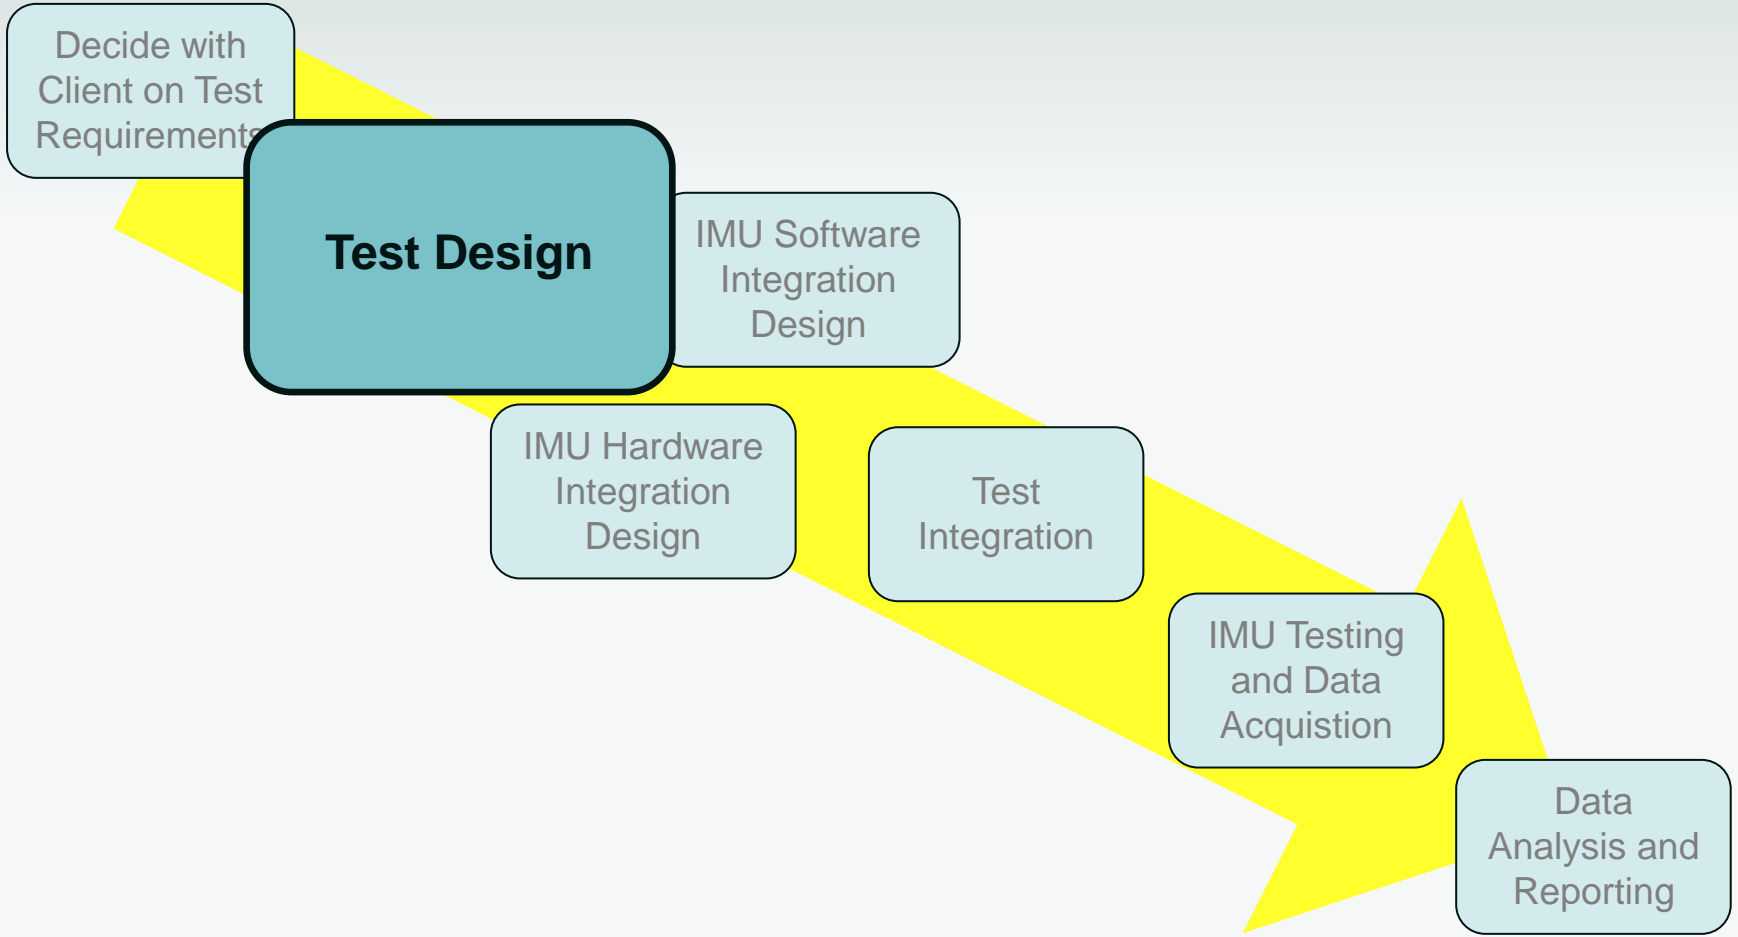 Decide with
Client on Test
Requirements
Test Design
IMU Software
Integration
Design
IMU Hardware
Integration
Design
Test
Integration
IMU Testing
and Data
Acquistion
Data
Analysis and
Reporting